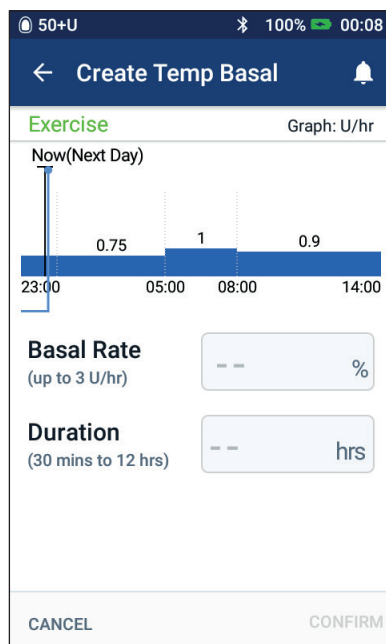 50+U 100% 00:08
Create Temp Basal
Exercise Graph: U/hr
Now(Next Day)
0.75 1 0.9
23:00 05:00 08:00 14:00
Basal Rate
(up to 3 U/hr)
-- %
Duration
(30 mins to 12 hrs)
-- hrs
CANCEL CONFIRM